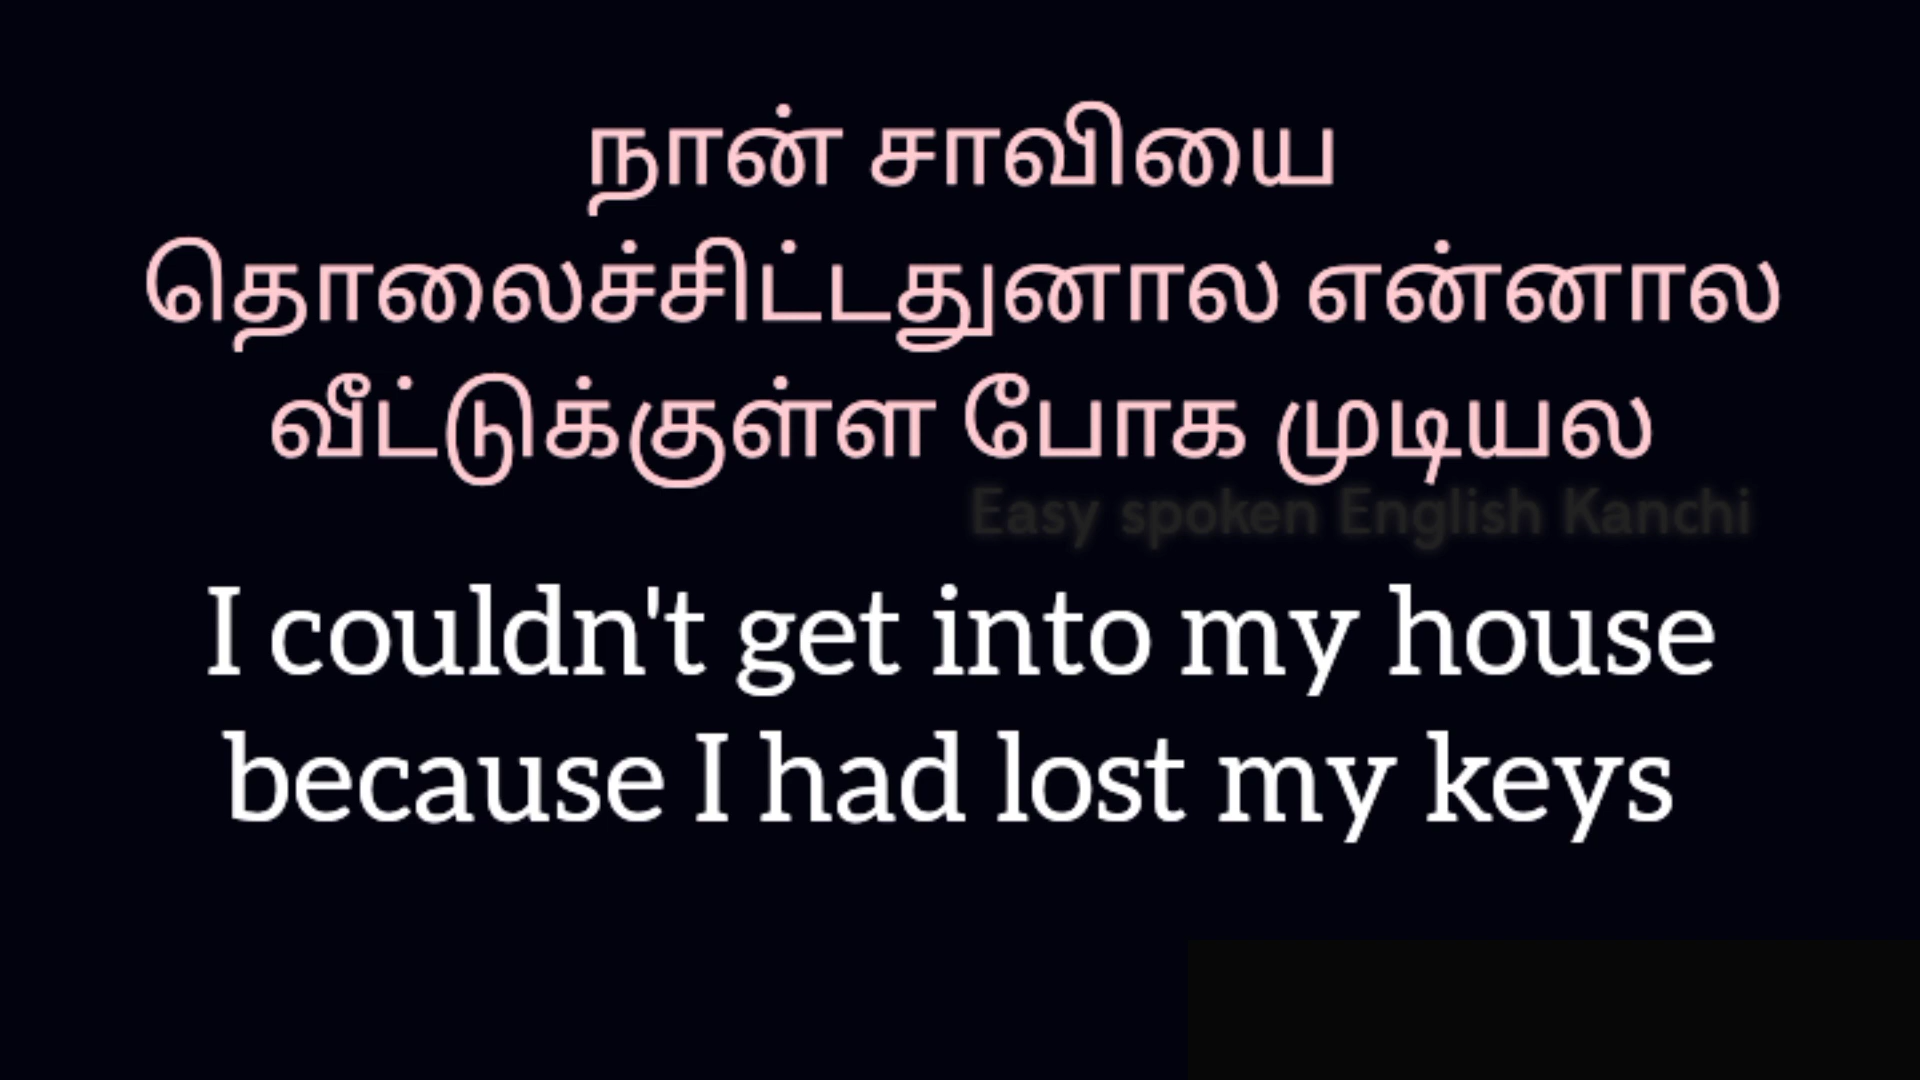 நான் சாவியை
தொலைச்சிட்டதுனால என்னால
வீட்டுக்குள்ள போக முடியல
Easy spoken English Kanchi
I couldn't get into my house
because I had lost my keys